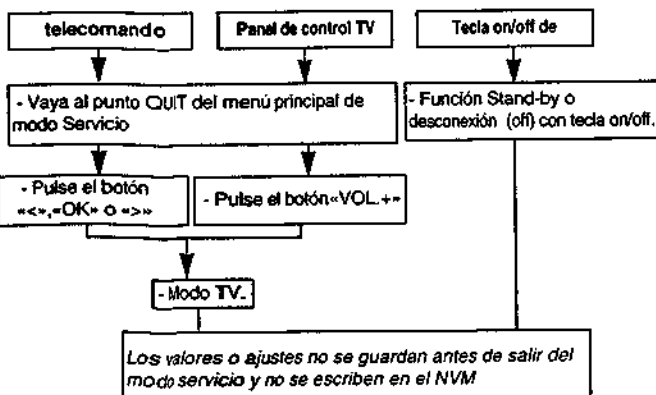 telecomando
Panel de control TV
Tecla on/off de
- Vaya al punto QUIT del menú principal de
modo Servicio
- Función Stand-by o
desconexión (off) con tecla on/off.
- Pulse el botón
«<»,«OK» o «>»
- Pulse el botón«VOL.+»
- Modo TV.
Los valores o ajustes no se guardan antes de salir del
modo servicio y no se escriben en el NVM